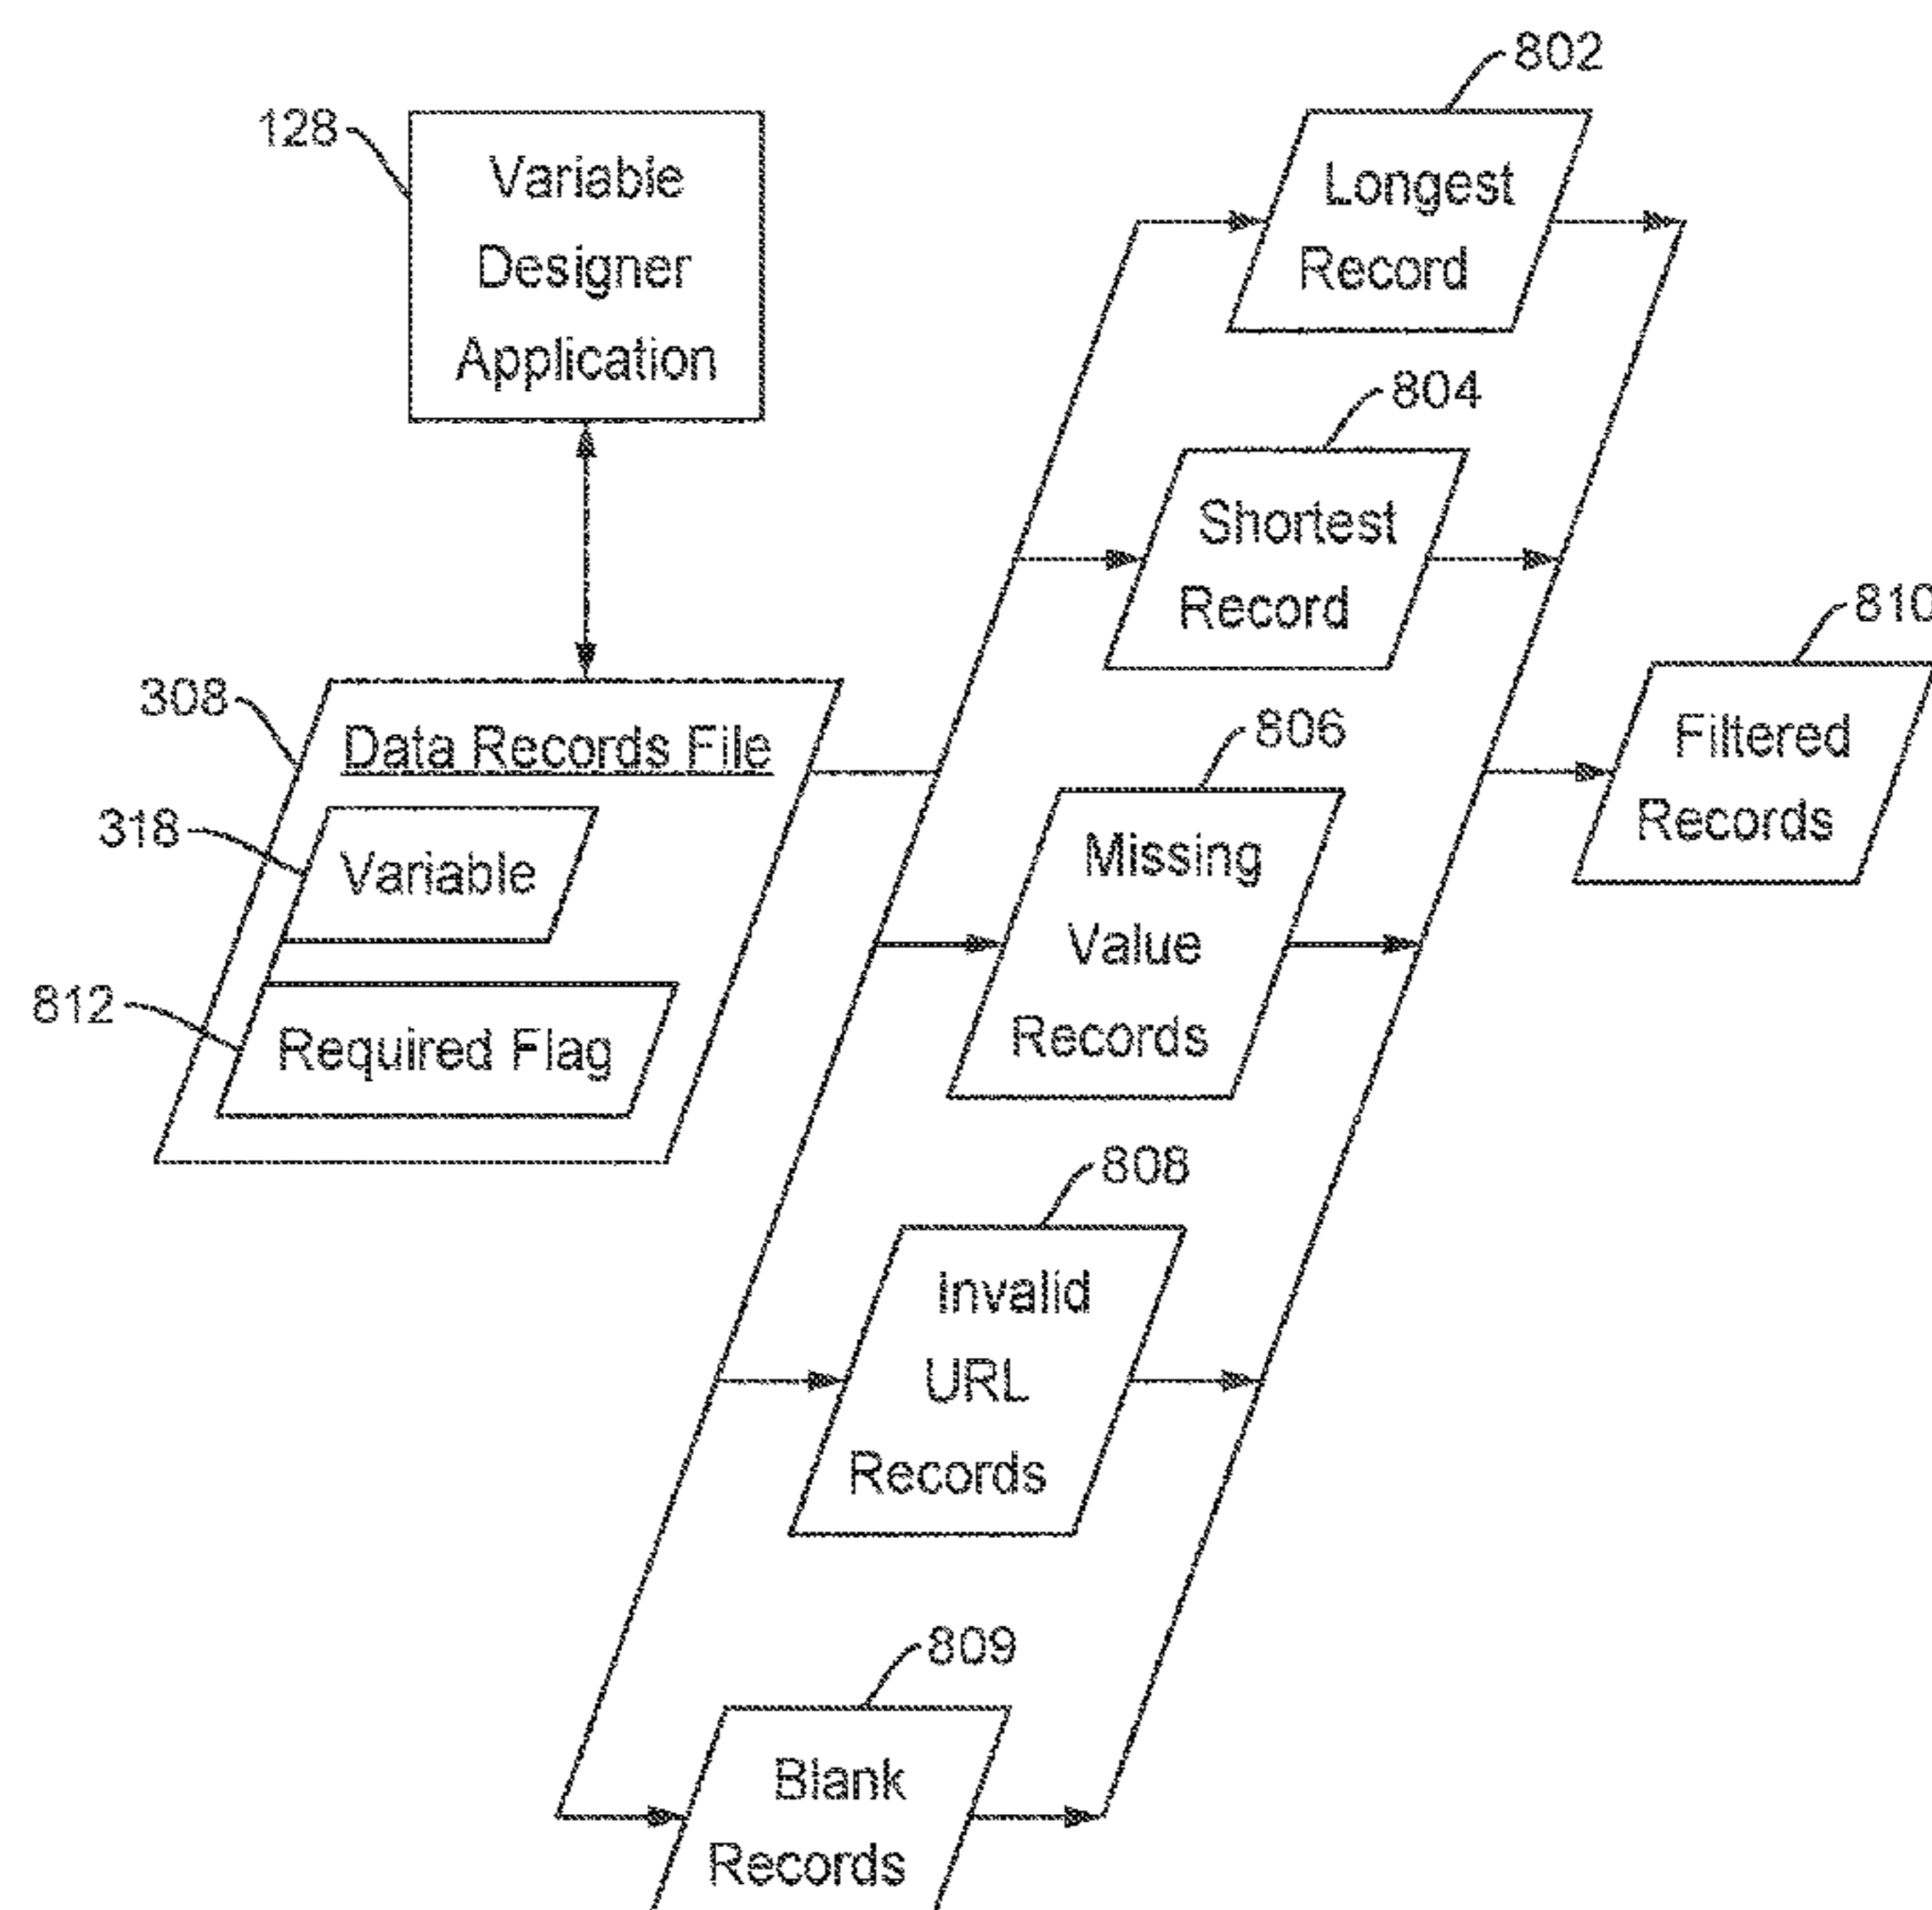 802
128
Variable
Designer
Application
Longest
Record
804
Shortest
Record
810
Filtered
Records
308
Data Records File
318
Variable
812
Required Flag
806
Missing
Value
Records
808
Invalid
URL
Records
809
Blank
Records